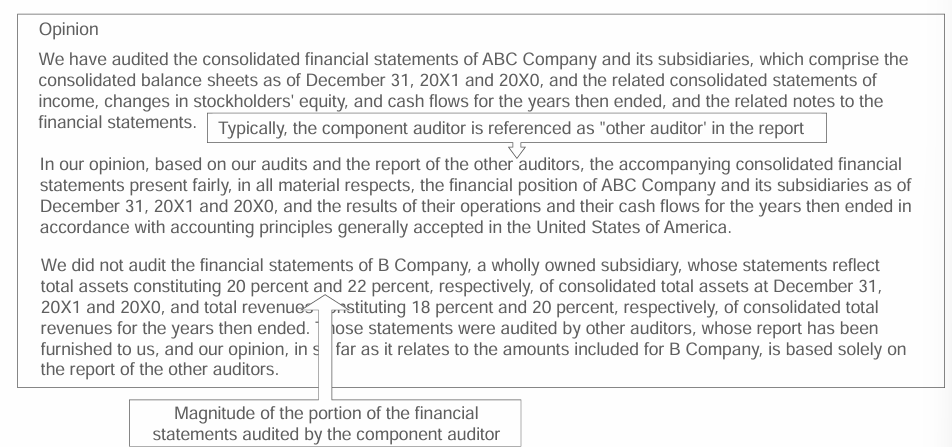 Opinion
We have audited the consolidated financial statements of ABC Company and its subsidiaries, which comprise the
consolidated balance sheets as of December 31, 20X1 and 20X0, and the related consolidated statements of
income, changes in stockholders' equity, and cash flows for the years then ended, and the related notes to the
financial statements.
Typically, the component auditor is referenced as "other auditor' in the report
In our opinion, based on our audits and the report of the other auditors, the accompanying consolidated financial
statements present fairly, in all material respects, the financial position of ABC Company and its subsidiaries as of
December 31, 20X1 and 20X0, and the results of their operations and their cash flows for the years then ended in
accordance with accounting principles generally accepted in the United States of America.
We did not audit the financial statements of B Company, a wholly owned subsidiary, whose statements reflect
total assets constituting 20 percent and 22 percent, respectively, of consolidated total assets at December 31,
20X1 and 20X0, and total revenues constituting 18 percent and 20 percent, respectively, of consolidated total
revenues for the years then ended. Those statements were audited by other auditors, whose report has been
furnished to us, and our opinion, in so far as it relates to the amounts included for B Company, is based solely on
the report of the other auditors.
Magnitude of the portion of the financial
statements audited by the component auditor